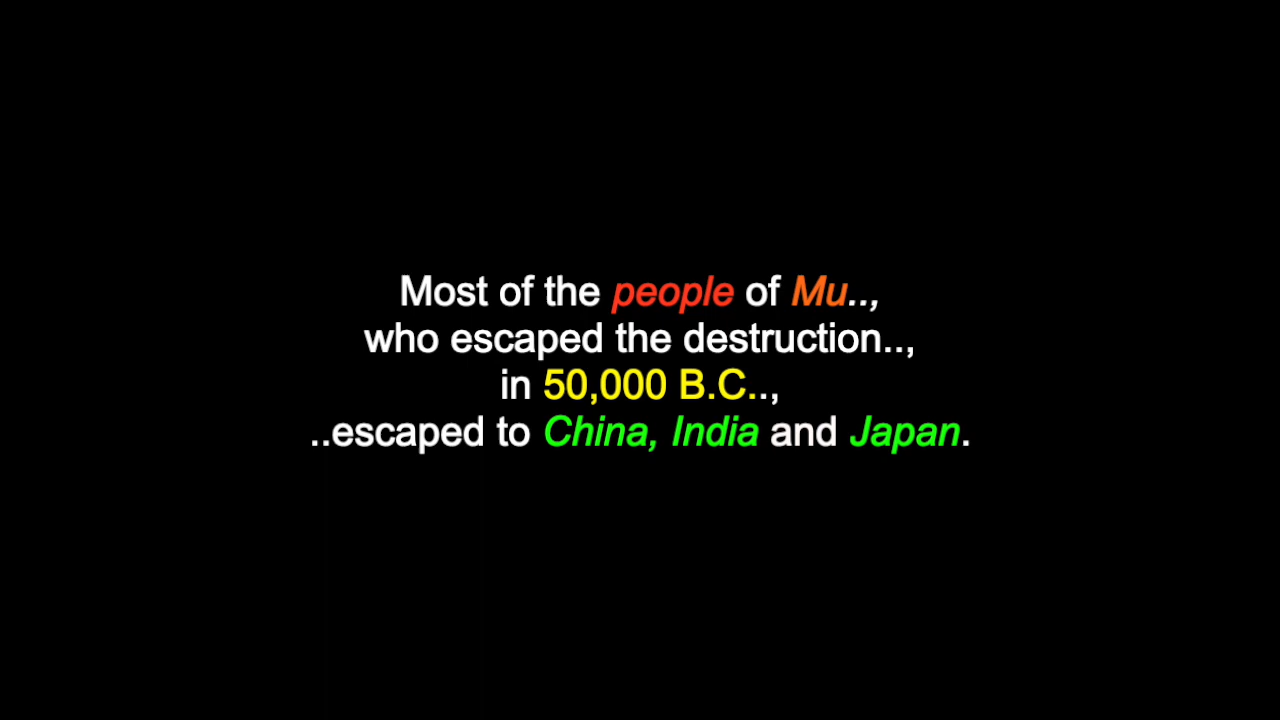 Most of the people of Mu..,
who escaped the destruction..,
in 50,000 B.C..,
..escaped to China, India and Japan.